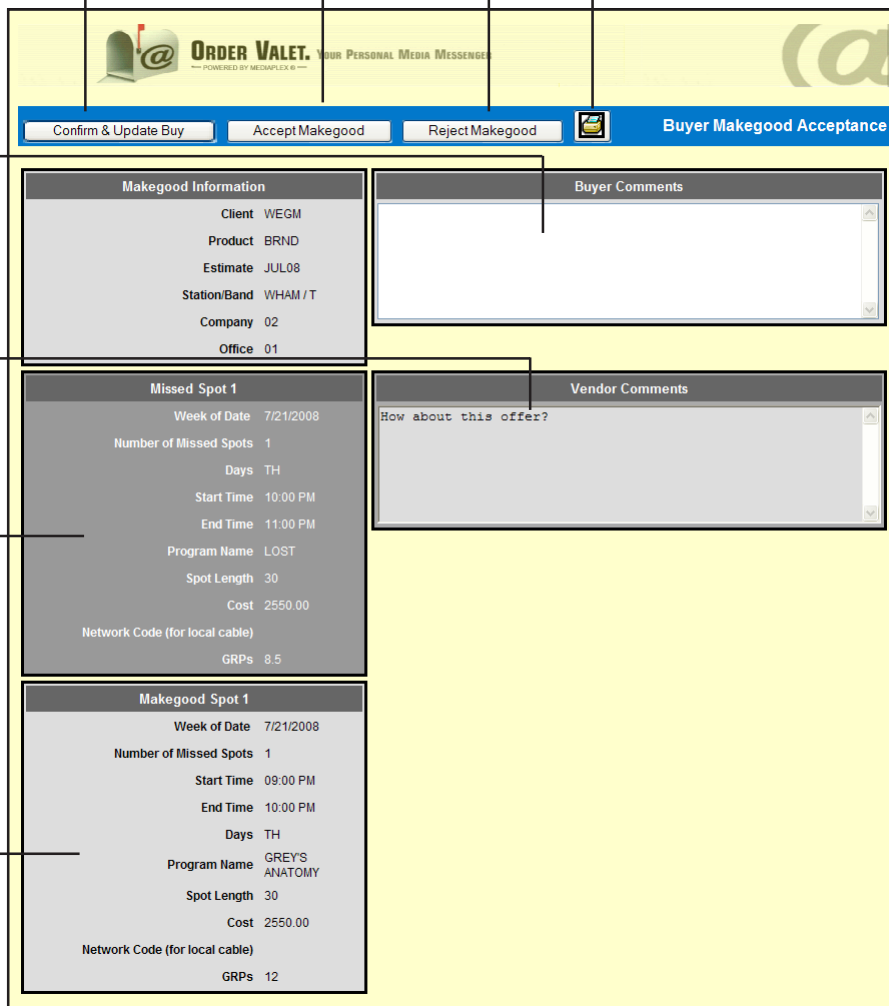 @ ORDER VALET. YOUR PERSONAL MEDIA MESSENGER
POWERED BY MEDIAPLEX ®
Confirm & Update Buy Accept Makegood Reject Makegood Buyer Makegood Acceptance
Makegood Information
Client WEGM
Product BRND
Estimate JUL08
Station/Band WHAM / T
Company 02
Office 01
Buyer Comments
Missed Spot 1
Week of Date 7/21/2008
Number of Missed Spots 1
Days TH
Start Time 10:00 PM
End Time 11:00 PM
Program Name LOST
Spot Length 30
Cost 2550.00
Network Code (for local cable)
GRPs 8.5
Vendor Comments
How about this offer?
Makegood Spot 1
Week of Date 7/21/2008
Number of Missed Spots 1
Start Time 09:00 PM
End Time 10:00 PM
Days TH
Program Name GREY'S
ANATOMY
Spot Length 30
Cost 2550.00
Network Code (for local cable)
GRPs 12